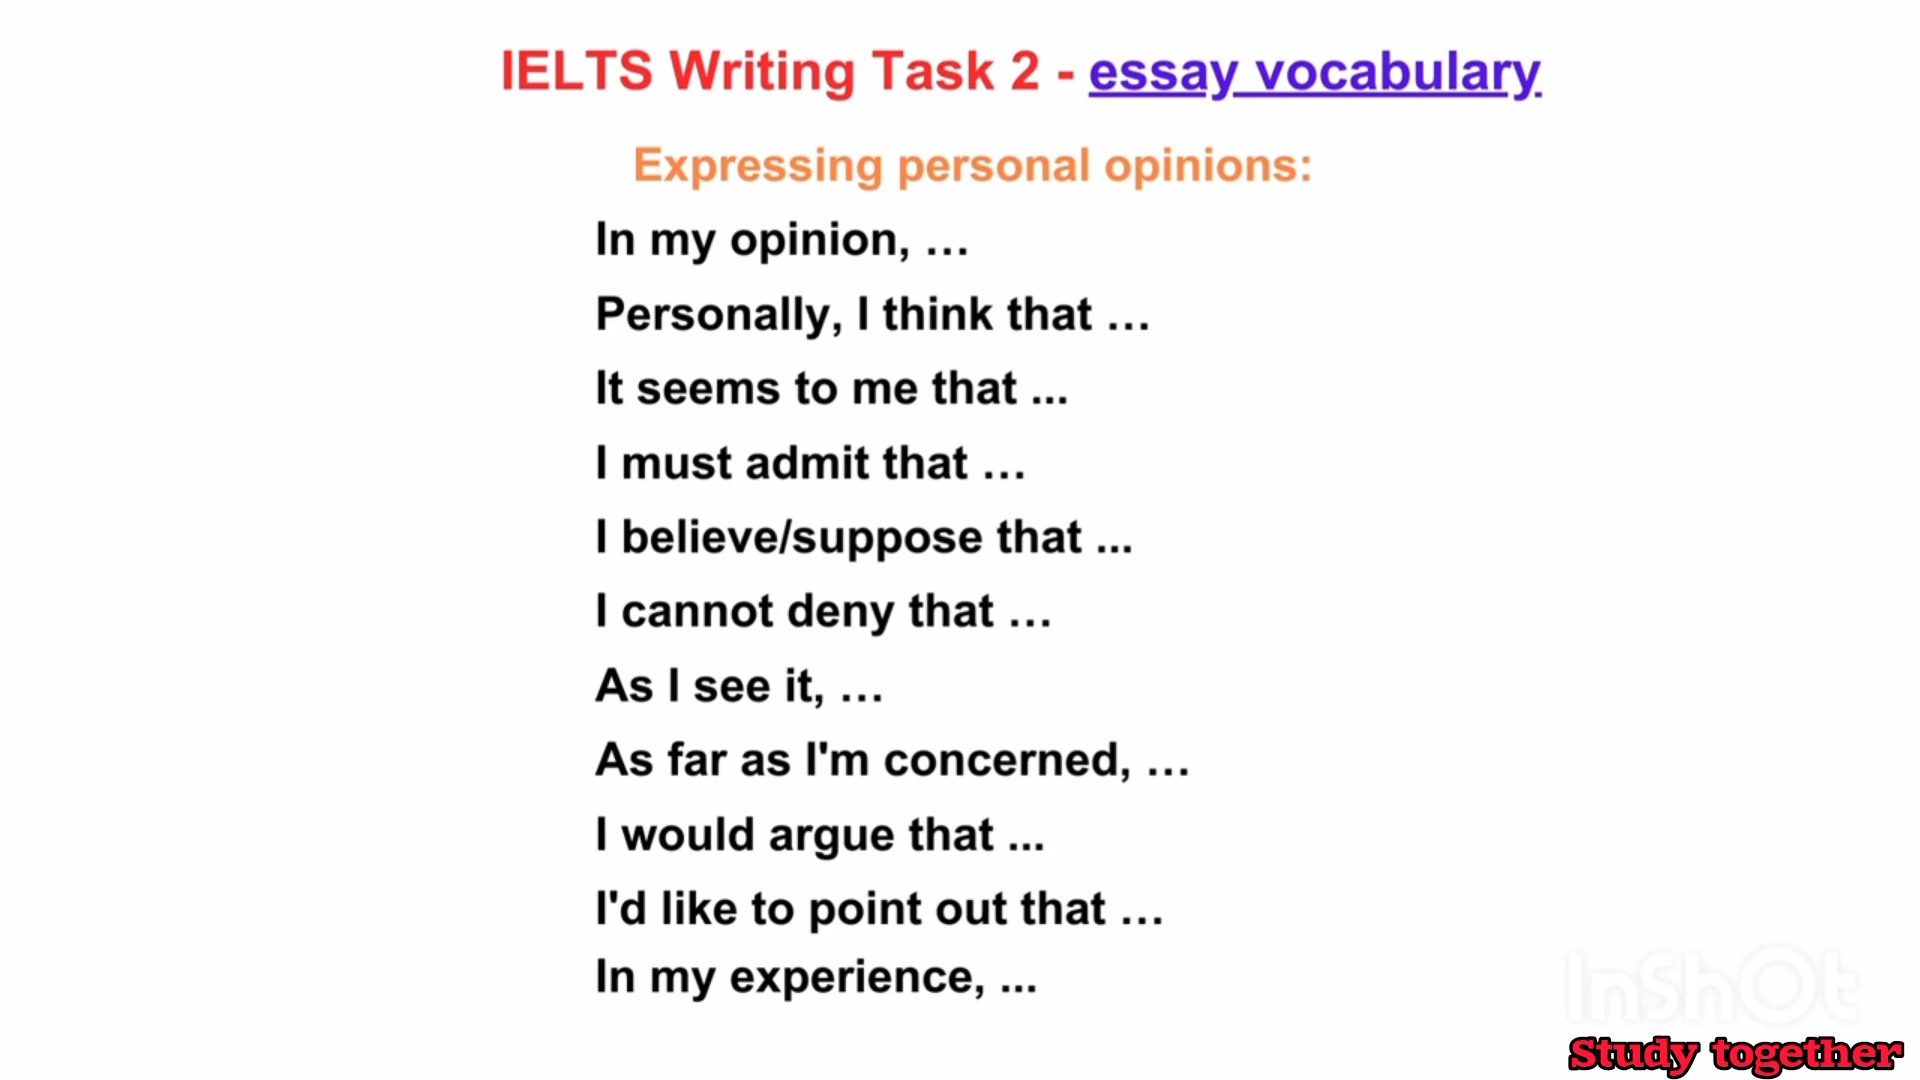 IELTS Writing Task 2 - essay vocabulary
Expressing personal opinions:
In my opinion, …
Personally, I think that …
It seems to me that ...
I must admit that …
I believe/suppose that ...
I cannot deny that …
As I see it, …
As far as I'm concerned, …
I would argue that ...
I'd like to point out that …
In my experience, ...
InShOt
Study together